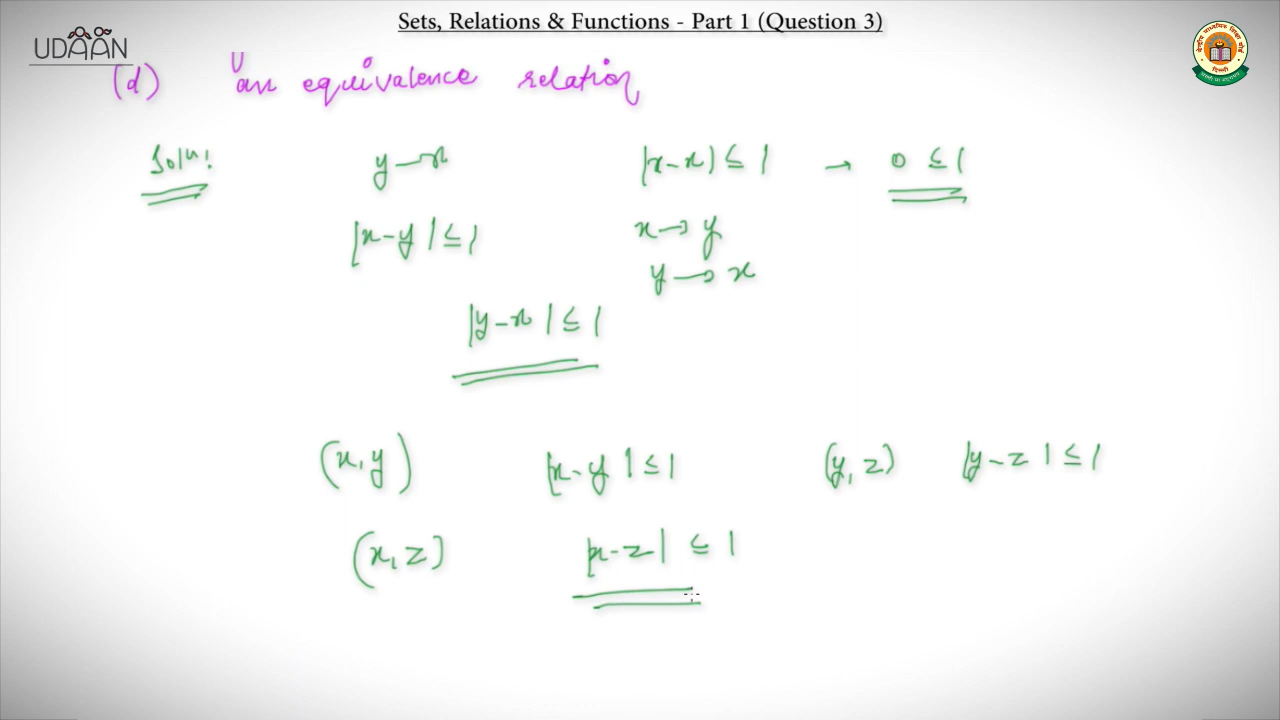 Sets, Relations & Functions - Part 1 (Question 3)
UDAAN
(d) an equivalence relation
Soln: y→x |x-x| ≤ 1 → 0 ≤ 1
|x-y| ≤ 1 x→y
y→x
|y-x| ≤ 1
(x,y) |x-y| ≤ 1 (y,z) |y-z| ≤ 1
(x,z) |x-z| ≤ 1